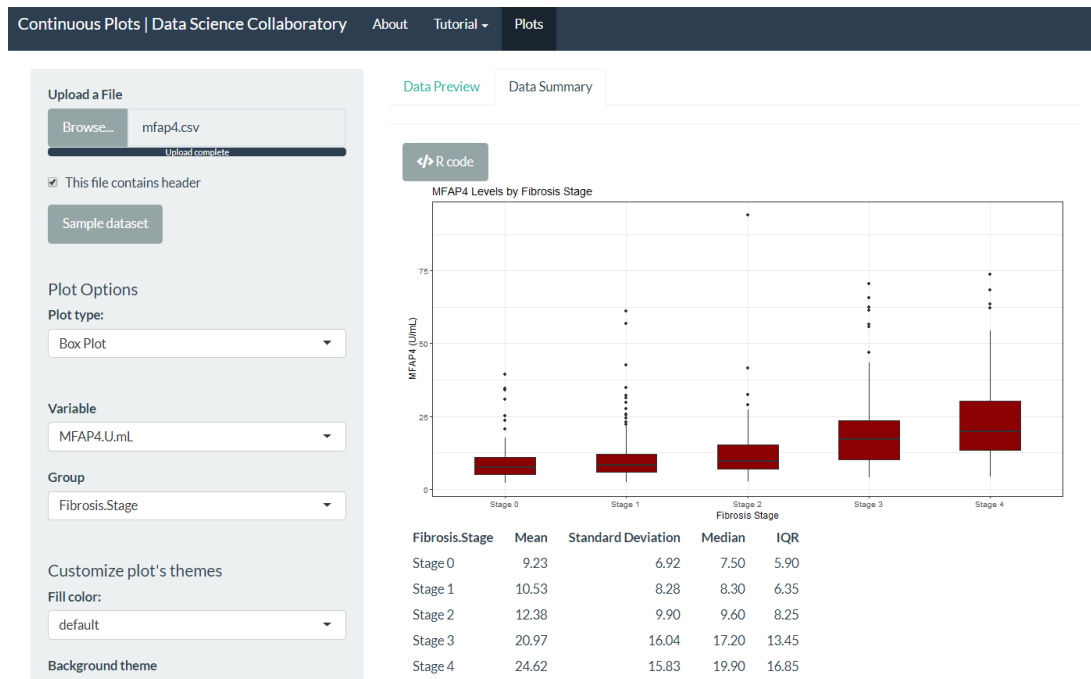 Continuous Plots | Data Science Collaboratory About Tutorial Plots
Upload a File
Browse... mfap4.csv
Upload complete
This file contains header
Sample dataset
Plot Options
Plot type:
Box Plot
Variable
MFAP4.U.mL
Group
Fibrosis.Stage
Customize plot's themes
Fill color:
default
Background theme
Data Preview Data Summary
</> R code
MFAP4 Levels by Fibrosis Stage
MFAP4 (U/mL)
75
50
25
0
Stage 0 Stage 1 Stage 2 Stage 3 Stage 4
Fibrosis Stage
Fibrosis.Stage Mean Standard Deviation Median IQR
Stage 0 9.23 6.92 7.50 5.90
Stage 1 10.53 8.28 8.30 6.35
Stage 2 12.38 9.90 9.60 8.25
Stage 3 20.97 16.04 17.20 13.45
Stage 4 24.62 15.83 19.90 16.85